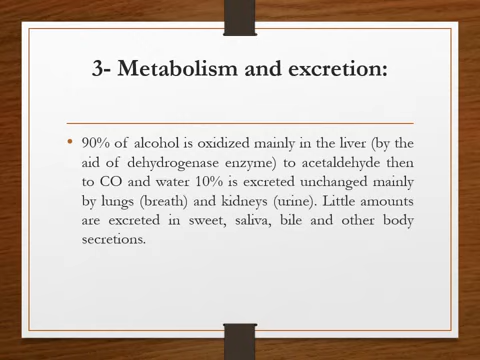 3- Metabolism and excretion:
• 90% of alcohol is oxidized mainly in the liver (by the
aid of dehydrogenase enzyme) to acetaldehyde then
to CO and water 10% is excreted unchanged mainly
by lungs (breath) and kidneys (urine). Little amounts
are excreted in sweet, saliva, bile and other body
secretions.